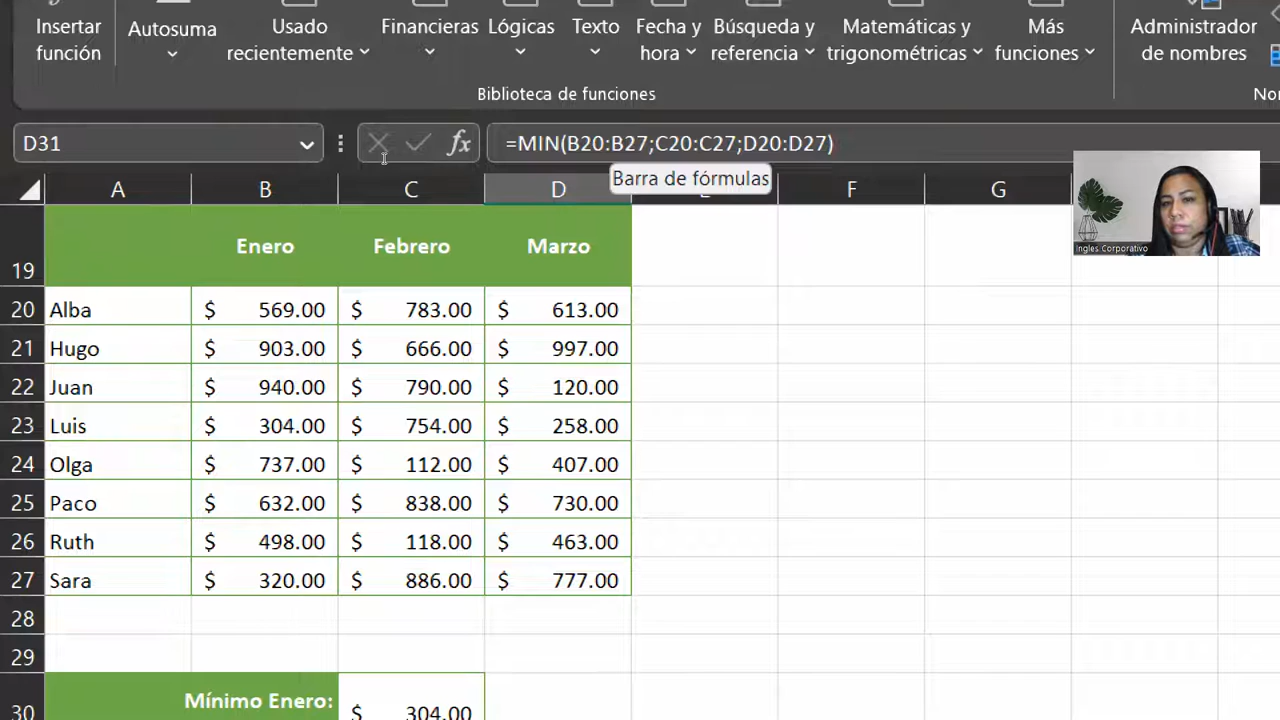 Insertar función
Autosuma
Usado recientemente
Financieras
Lógicas
Texto
Fecha y hora
Búsqueda y referencia
Matemáticas y trigonométricas
Más funciones
Administrador de nombres
Biblioteca de funciones
D31
fx
=MIN(B20:B27;C20:C27;D20:D27)
Barra de fórmulas
A B C D F G
Ingles Corporativo
19 Enero Febrero Marzo
20 Alba $ 569.00 $ 783.00 $ 613.00
21 Hugo $ 903.00 $ 666.00 $ 997.00
22 Juan $ 940.00 $ 790.00 $ 120.00
23 Luis $ 304.00 $ 754.00 $ 258.00
24 Olga $ 737.00 $ 112.00 $ 407.00
25 Paco $ 632.00 $ 838.00 $ 730.00
26 Ruth $ 498.00 $ 118.00 $ 463.00
27 Sara $ 320.00 $ 886.00 $ 777.00
28
29
30 Mínimo Enero: $ 304.00